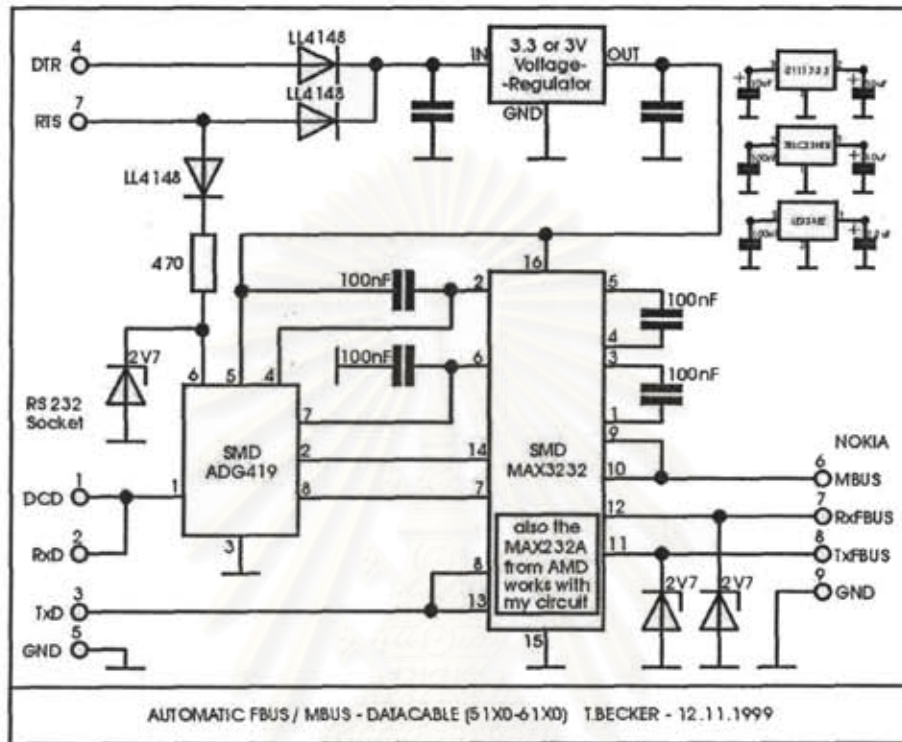 DTR 4
LL4148
IN
3.3 or 3V
Voltage-
-Regulator
OUT
GND
LL4148
RTS 7
LL4148
470
100nF
2
16
5
100nF
4
100nF
6
3
100nF
2V7
6 5 4
7
1
9
RS232
Socket
SMD
ADG419
2
14
SMD
MAX3232
10
NOKIA
6
MBUS
DCD 1
1
8
7
12
7
RxFBUS
RxD 2
3
also the
MAX232A
from AMD
works with
my circuit
11
8
TxFBUS
8
TxD 3
13
2V7
2V7
9
GND
GND 5
15
AUTOMATIC FBUS / MBUS - DATACABLE (51X0-61X0) T.BECKER - 12.11.1999